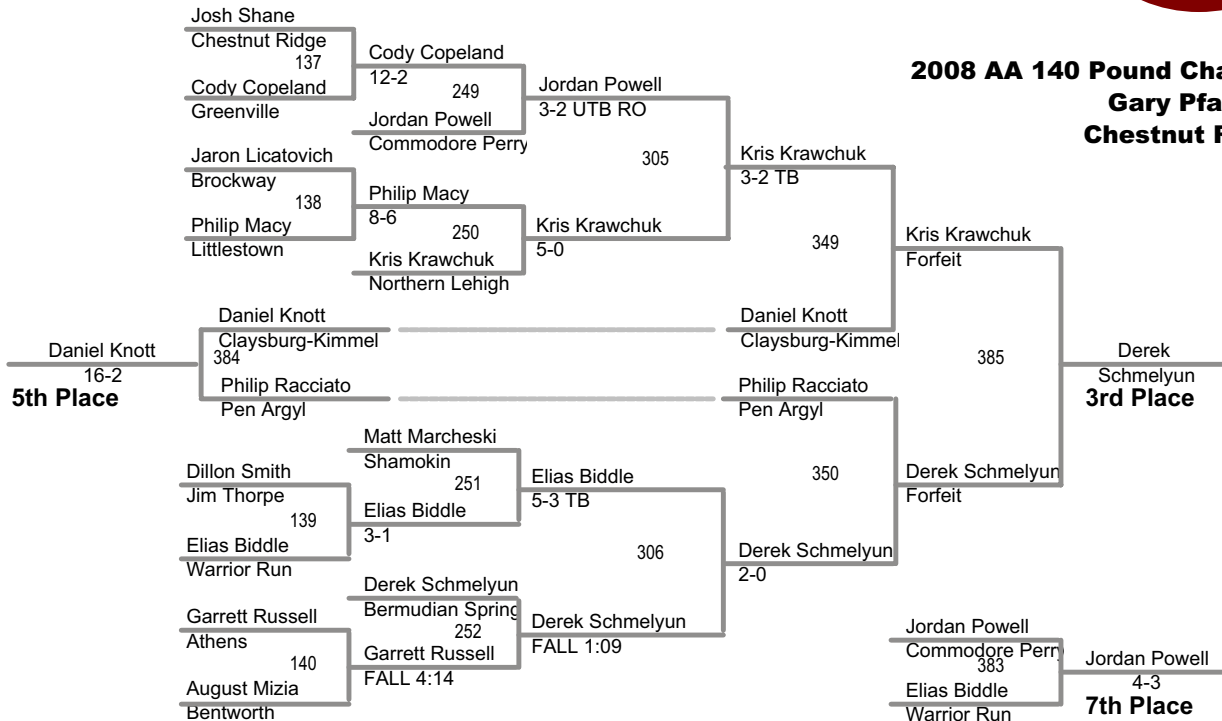 2008 AA 140 Pound Cha
Gary Pfa
Chestnut
Josh Shane
Chestnut Ridge
137
Cody Copeland
Greenville
Cody Copeland
12-2
249
Jordan Powell
Commodore Perry
Jordan Powell
3-2 UTB RO
305
Jaron Licatovich
Brockway
138
Philip Macy
Littlestown
Philip Macy
8-6
250
Kris Krawchuk
Northern Lehigh
Kris Krawchuk
5-0
Kris Krawchuk
3-2 TB
349
Kris Krawchuk
Forfeit
Daniel Knott
Claysburg-Kimmel
Daniel Knott
Claysburg-Kimmel
Daniel Knott
16-2
5th Place
384
Philip Racciato
Pen Argyl
Philip Racciato
Pen Argyl
385
Derek
Schmelyun
3rd Place
Matt Marcheski
Shamokin
251
Dillon Smith
Jim Thorpe
139
Elias Biddle
Warrior Run
Elias Biddle
3-1
Elias Biddle
5-3 TB
306
350
Derek Schmelyun
Forfeit
Derek Schmelyun
2-0
Derek Schmelyun
Bermudian Spring
252
Garrett Russell
Athens
140
August Mizia
Bentworth
Garrett Russell
FALL 4:14
Derek Schmelyun
FALL 1:09
Jordan Powell
Commodore Perry
383
Elias Biddle
Warrior Run
Jordan Powell
4-3
7th Place